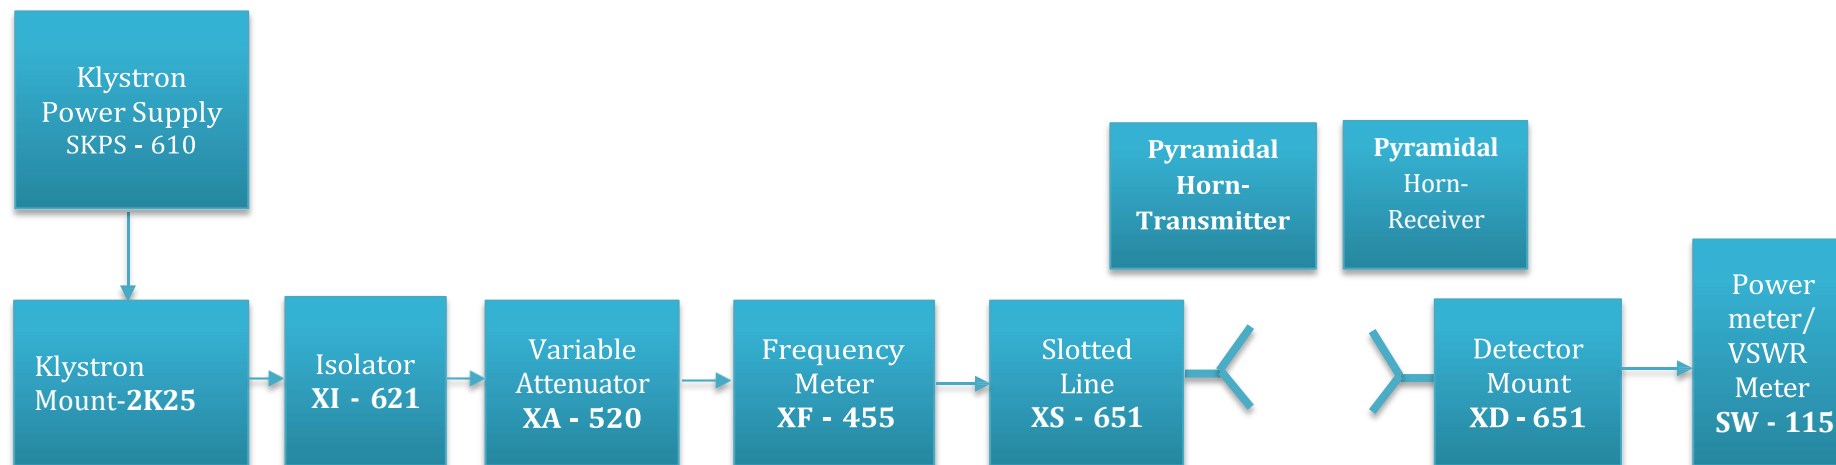 Klystron
Power Supply
SKPS - 610
Pyramidal
Horn-
Transmitter
Pyramidal
Horn-
Receiver
Klystron
Mount-2K25
Isolator
XI - 621
Variable
Attenuator
XA - 520
Frequency
Meter
XF - 455
Slotted
Line
XS - 651
Detector
Mount
XD - 651
Power
meter/
VSWR
Meter
SW - 115